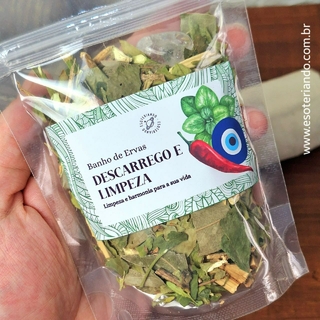 Banho de Ervas
DESCARREGO E
LIMPEZA
Limpeza e harmonia para a sua vida
www.esoteriando.com.br